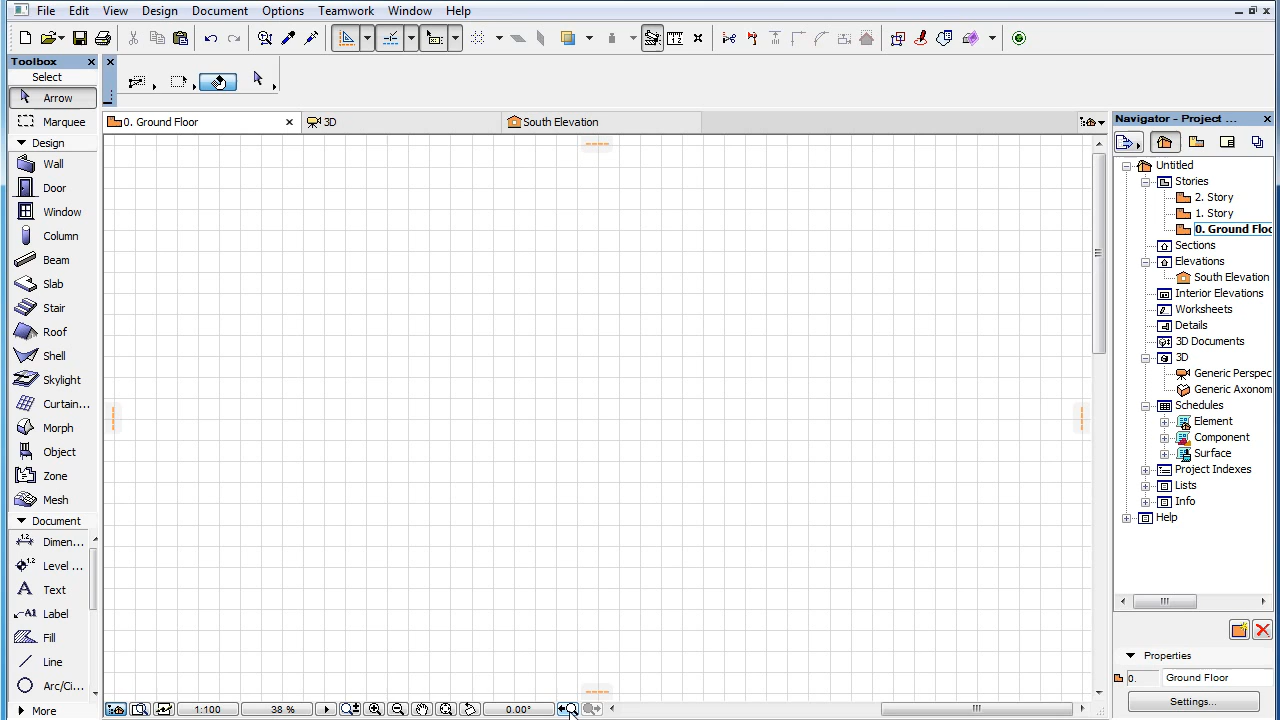 File Edit View Design Document Options Teamwork Window Help
Toolbox
Select
Arrow
Marquee
Design
Wall
Door
Window
Column
Beam
Slab
Stair
Roof
Shell
Skylight
Curtain...
Morph
Object
Zone
Mesh
Document
Dimen...
Level ...
Text
A1 Label
Fill
Line
Arc/Ci...
More
0. Ground Floor
3D
South Elevation
1:100
38 %
0.00°
Navigator - Project ...
Untitled
Stories
2. Story
1. Story
0. Ground Floo
Sections
Elevations
South Elevation
Interior Elevations
Worksheets
Details
3D Documents
3D
Generic Perspec
Generic Axonom
Schedules
Element
Component
Surface
Project Indexes
Lists
Info
Help
Properties
0. Ground Floor
Settings...